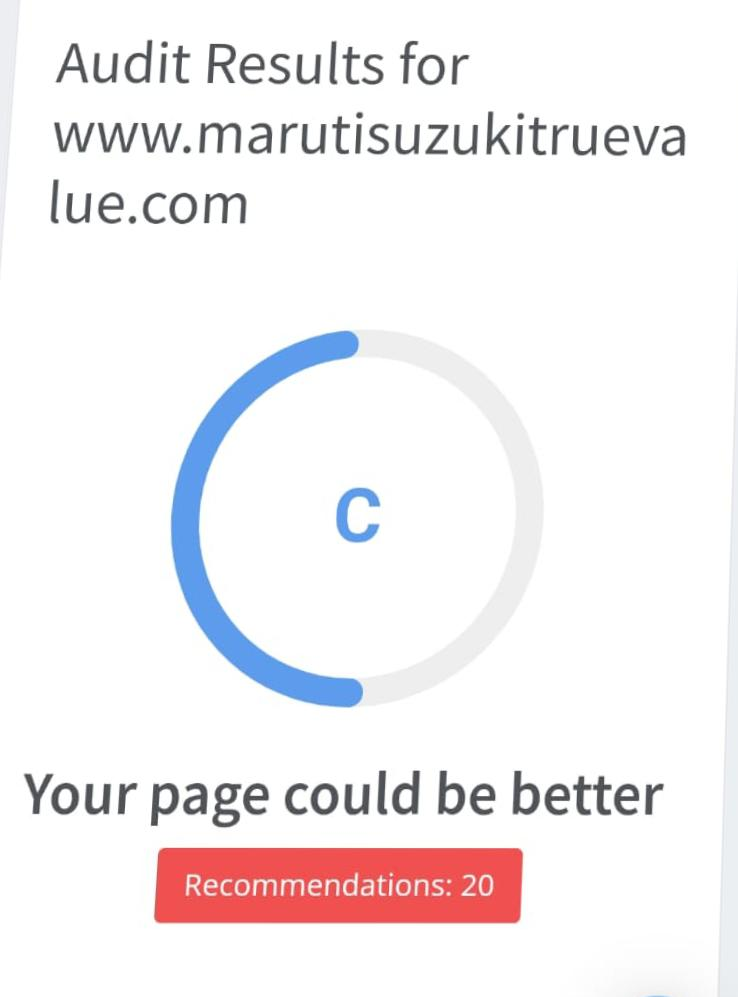 Audit Results for
www.marutisuzukitrueva
lue.com
C
Your page could be better
Recommendations: 20